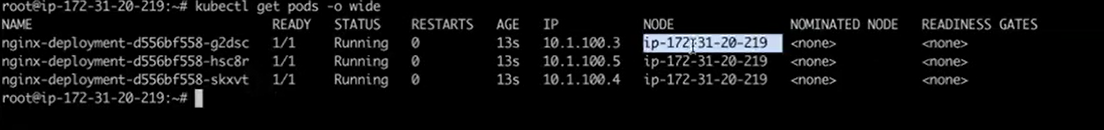 root@ip-172-31-20-219:~# kubectl get pods -o wide
NAME READY STATUS RESTARTS AGE IP NODE NOMINATED NODE READINESS GATES
nginx-deployment-d556bf558-g2dsc 1/1 Running 0 13s 10.1.100.3 ip-172-31-20-219 <none> <none>
nginx-deployment-d556bf558-hsc8r 1/1 Running 0 13s 10.1.100.5 ip-172-31-20-219 <none> <none>
nginx-deployment-d556bf558-skxvt 1/1 Running 0 13s 10.1.100.4 ip-172-31-20-219 <none> <none>
root@ip-172-31-20-219:~#